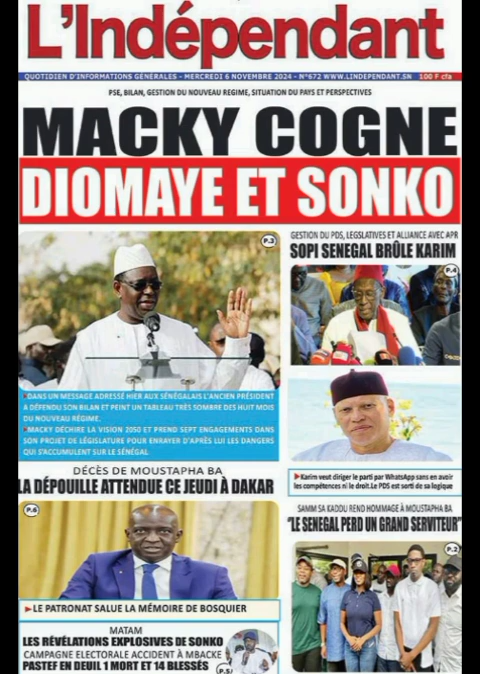 L'Indépendant
QUOTIDIEN D'INFORMATIONS GÉNÉRALES - MERCREDI 6 NOVEMBRE 2024 - N°672 WWW.LINDEPENDANT.SN 100 F cfa
PSE, BILAN, GESTION DU NOUVEAU REGIME, SITUATION DU PAYS ET PERSPECTIVES
MACKY COGNE
DIOMAYE ET SONKO
P.3
DANS UN MESSAGE ADRESSÉ HIER AUX SÉNÉGALAIS L'ANCIEN PRÉSIDENT
A DÉFENDU SON BILAN ET PEINT UN TABLEAU TRÈS SOMBRE DES HUIT MOIS
DU NOUVEAU RÉGIME.
MACKY DÉCHIRE LA VISION 2050 ET PREND SEPT ENGAGEMENTS DANS
SON PROJET DE LÉGISLATURE POUR ENRAYER D'APRÈS LUI LES DANGERS
QUI S'ACCUMULENT SUR LE SÉNÉGAL.
GESTION DU PDS, LEGSLATIVES ET ALLIANCE AVEC APR
SOPI SENEGAL BRÛLE KARIM
P.4
Karim veut diriger le parti par WhatsApp sans en avoir
les compétences ni le droit. Le PDS est sorti de sa logique
DÉCÈS DE MOUSTAPHA BA
LA DÉPOUILLE ATTENDUE CE JEUDI À DAKAR
P.6
LE PATRONAT SALUE LA MÉMOIRE DE BOSQUIER
SAMM SA KADDU REND HOMMAGE À MOUSTAPHA BA
"LE SENEGAL PERD UN GRAND SERVITEUR"
P.2
MATAM
LES RÉVÉLATIONS EXPLOSIVES DE SONKO
CAMPAGNE ELECTORALE ACCIDENT À MBACKE
PASTEF EN DEUIL 1 MORT ET 14 BLESSÉS
P.5